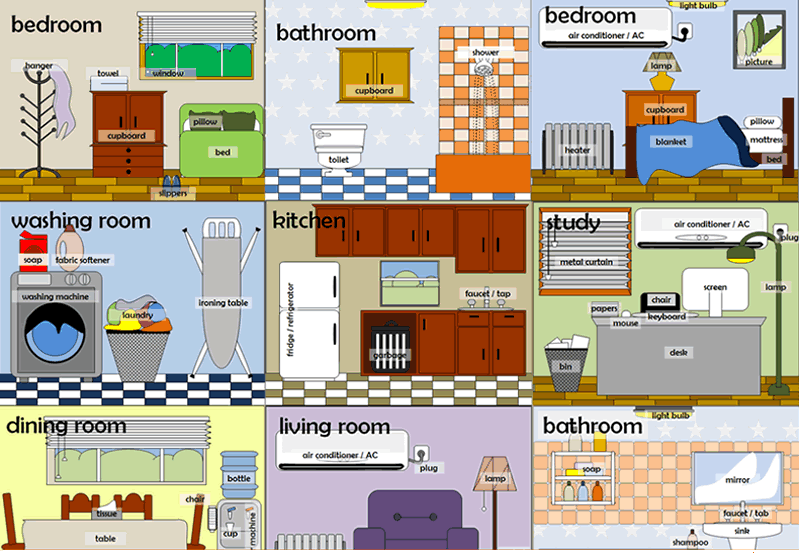 bedroom
hanger
towel
window
cupboard
pillow
bed
slippers
bathroom
shower
cupboard
toilet
bedroom
light bulb
air conditioner / AC
picture
lamp
cupboard
pillow
blanket
mattress
heater
bed
washing room
soap
fabric softener
washing machine
ironing table
laundry
kitchen
fridge / refrigerator
faucet / tap
garbage
study
air conditioner / AC
plug
metal curtain
screen
lamp
chair
papers
keyboard
mouse
desk
bin
dining room
bottle
chair
tissue
cup
machine
table
living room
air conditioner / AC
plug
lamp
light bulb
bathroom
soap
mirror
faucet / tab
sink
shampoo